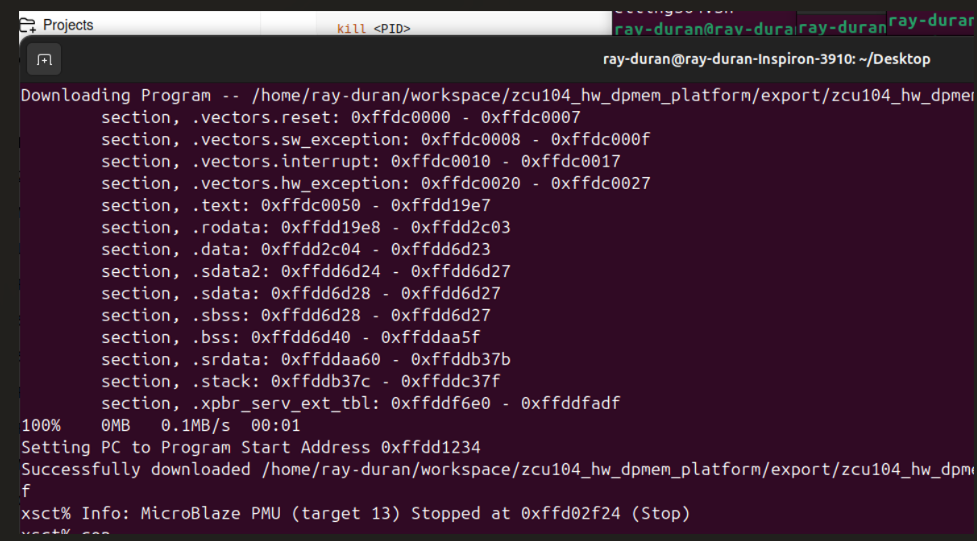 Projects
kill <PID>
ray-duran@ray-dura
ray-duran
ray-duran
ray-duran@ray-duran-Inspiron-3910: ~/Desktop
Downloading Program -- /home/ray-duran/workspace/zcu104_hw_dpmem_platform/export/zcu104_hw_dpmem
section, .vectors.reset: 0xffdc0000 - 0xffdc0007
section, .vectors.sw_exception: 0xffdc0008 - 0xffdc000f
section, .vectors.interrupt: 0xffdc0010 - 0xffdc0017
section, .vectors.hw_exception: 0xffdc0020 - 0xffdc0027
section, .text: 0xffdc0050 - 0xffdd19e7
section, .rodata: 0xffdd19e8 - 0xffdd2c03
section, .data: 0xffdd2c04 - 0xffdd6d23
section, .sdata2: 0xffdd6d24 - 0xffdd6d27
section, .sdata: 0xffdd6d28 - 0xffdd6d27
section, .sbss: 0xffdd6d28 - 0xffdd6d27
section, .bss: 0xffdd6d40 - 0xffddaa5f
section, .srdata: 0xffddaa60 - 0xffddb37b
section, .stack: 0xffddb37c - 0xffddc37f
section, .xpbr_serv_ext_tbl: 0xffddf6e0 - 0xffddfadf
100% 0MB 0.1MB/s 00:01
Setting PC to Program Start Address 0xffdd1234
Successfully downloaded /home/ray-duran/workspace/zcu104_hw_dpmem_platform/export/zcu104_hw_dpme
f
xsct% Info: MicroBlaze PMU (target 13) Stopped at 0xffd02f24 (Stop)
xsct% con